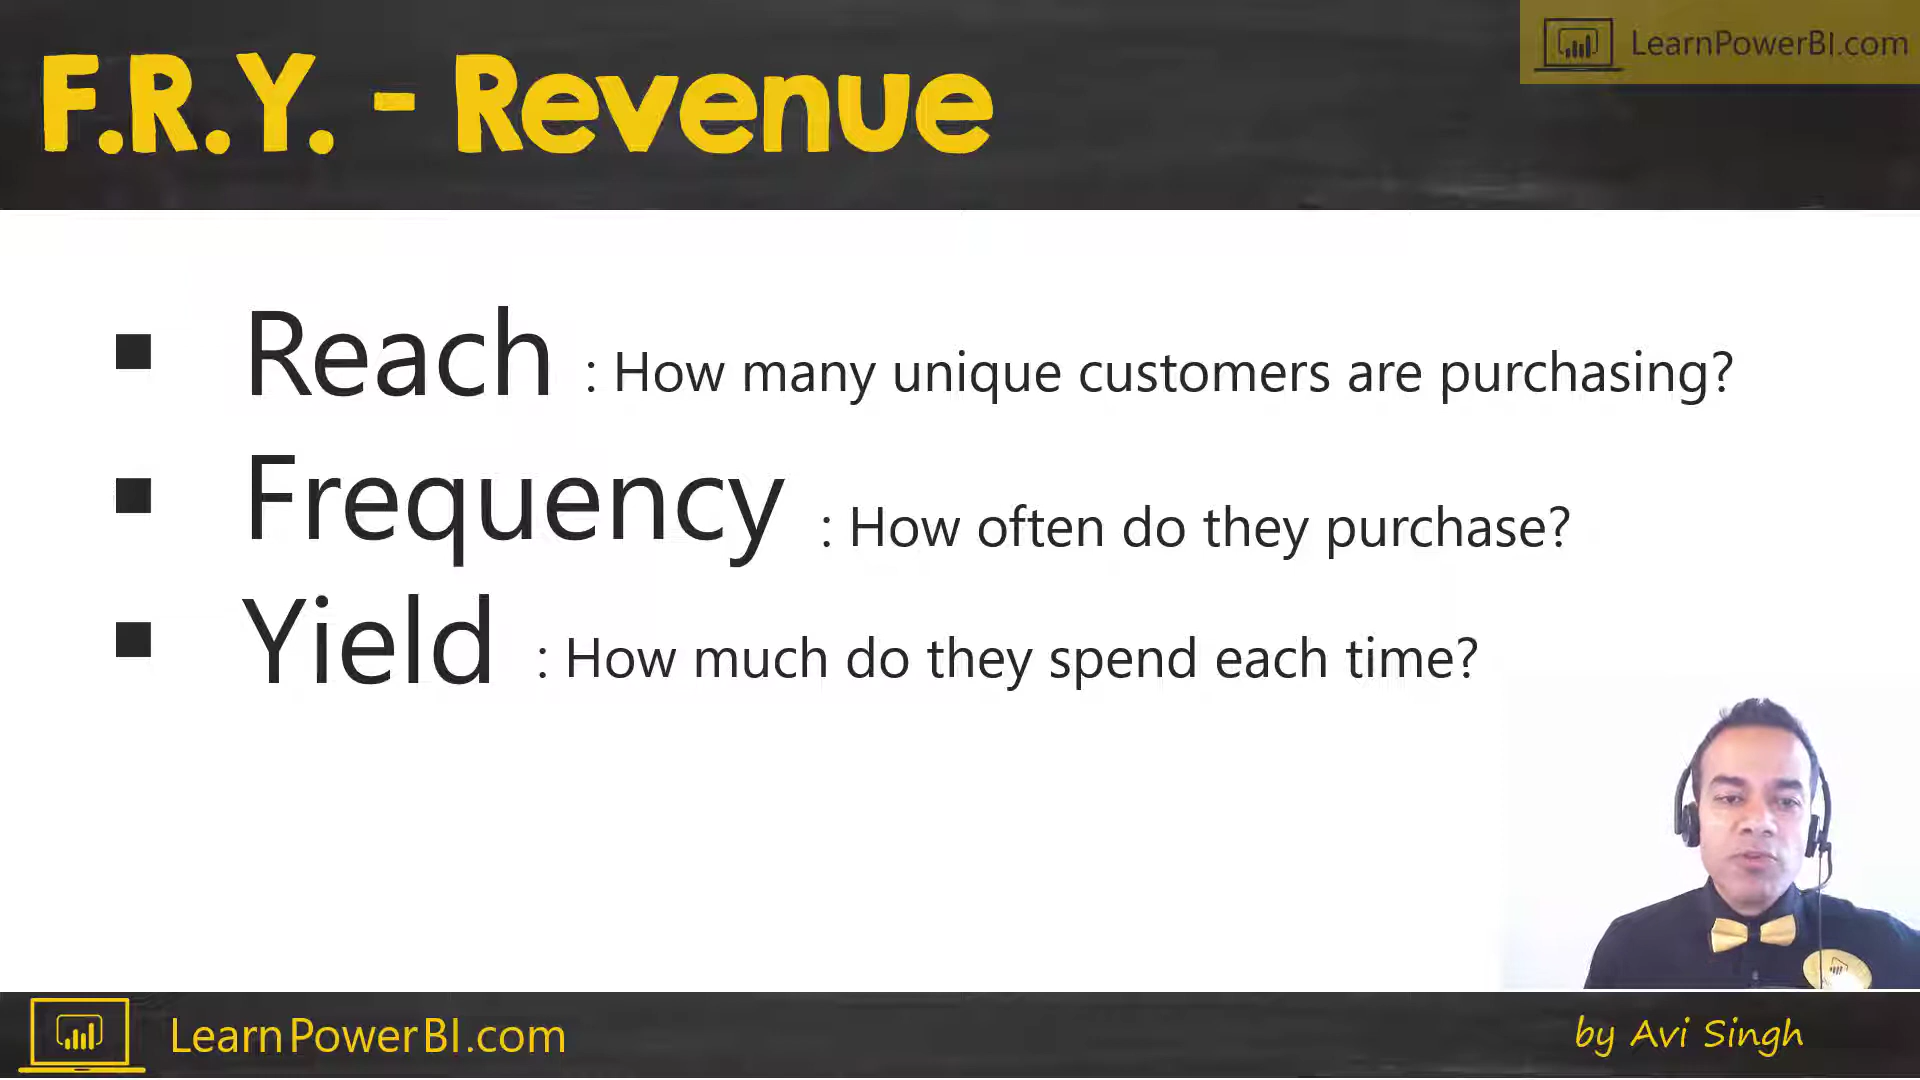 F.R.Y. - Revenue
LearnPowerBI.com
▪ Reach : How many unique customers are purchasing?
▪ Frequency : How often do they purchase?
▪ Yield : How much do they spend each time?
LearnPowerBI.com
by Avi Singh